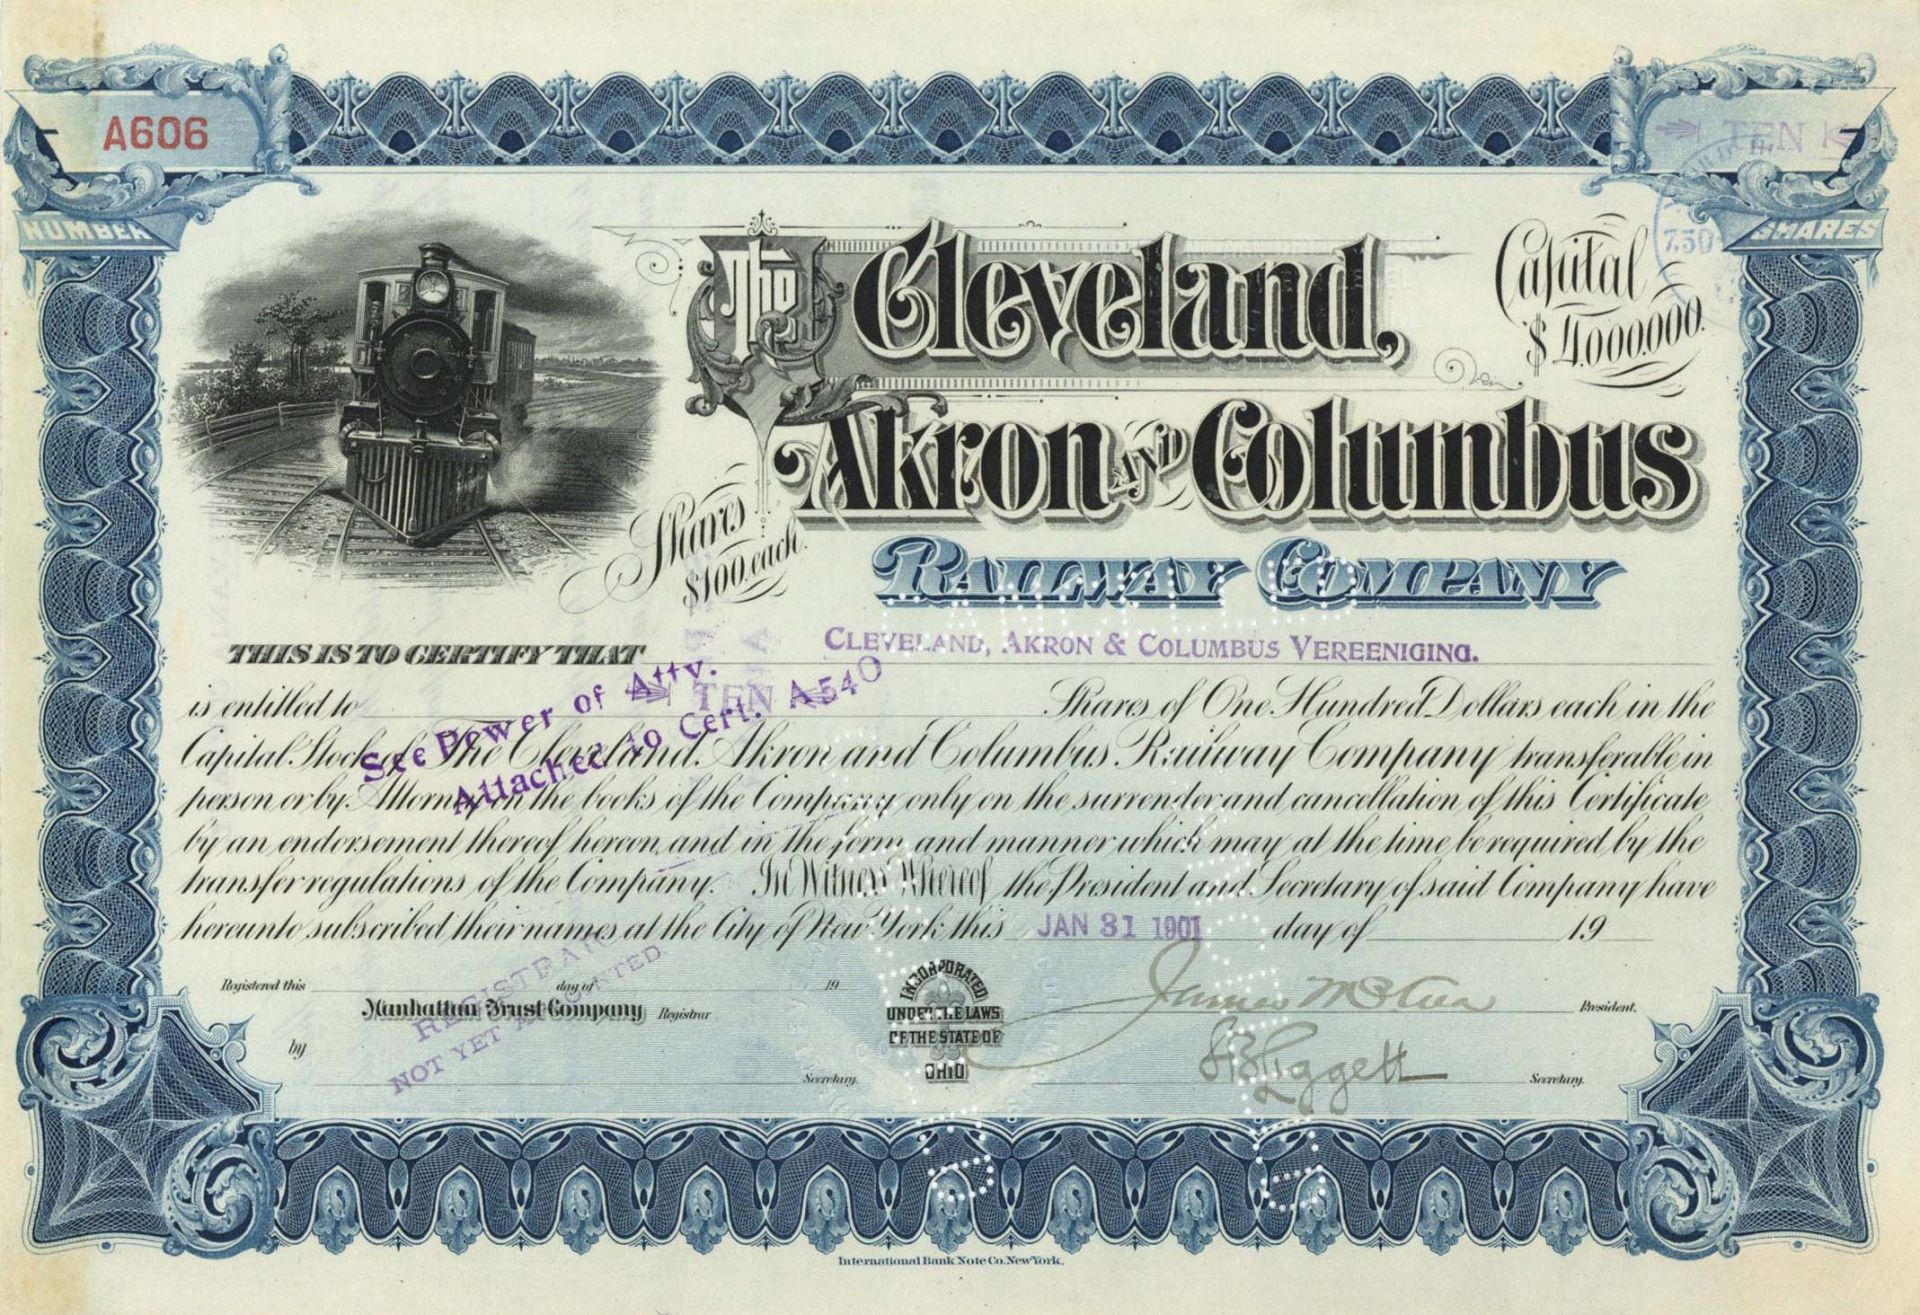 A606
NUMBER
TEN
SHARES
The Cleveland,
Capital
$4,000,000.
Akron AND Columbus
Shares
$100 each.
RAILWAY COMPANY
THIS IS TO CERTIFY THAT CLEVELAND, AKRON & COLUMBUS VEREENIGING.
is entitled to TEN Shares of One Hundred Dollars each in the
See Power of Atty.
Attached to Cert. A540
Capital Stock of The Cleveland, Akron and Columbus Railway Company transferable in
person or by Attorney on the books of the Company only on the surrender and cancellation of this Certificate
by an endorsement thereof hereon, and in the form and manner which may at the time be required by the
transfer regulations of the Company. In Witness Whereof the President and Secretary of said Company have
hereunto subscribed their names at the City of New York this JAN 31 1901 day of 19
Registered this day of 19
Manhattan Trust Company Registrar
by
Secretary.
REGISTRAR
NOT YET APPOINTED
INCORPORATED
UNDER THE LAWS
OF THE STATE OF
OHIO
James McCrea President.
S B Liggett Secretary.
International Bank Note Co. New York.